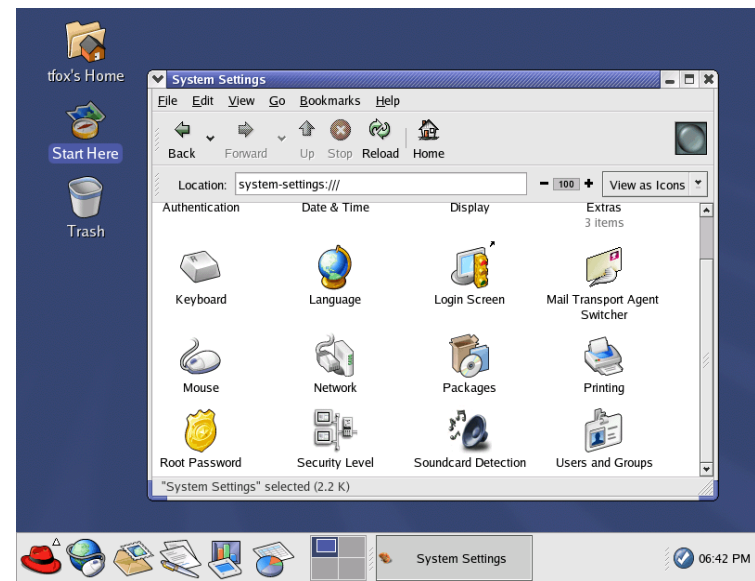 tfox's Home
Start Here
Trash
System Settings
File Edit View Go Bookmarks Help
Back Forward Up Stop Reload Home
Location: system-settings:/// 100 View as Icons
Authentication Date & Time Display Extras
3 items
Keyboard Language Login Screen Mail Transport Agent
Switcher
Mouse Network Packages Printing
Root Password Security Level Soundcard Detection Users and Groups
"System Settings" selected (2.2 K)
System Settings 06:42 PM